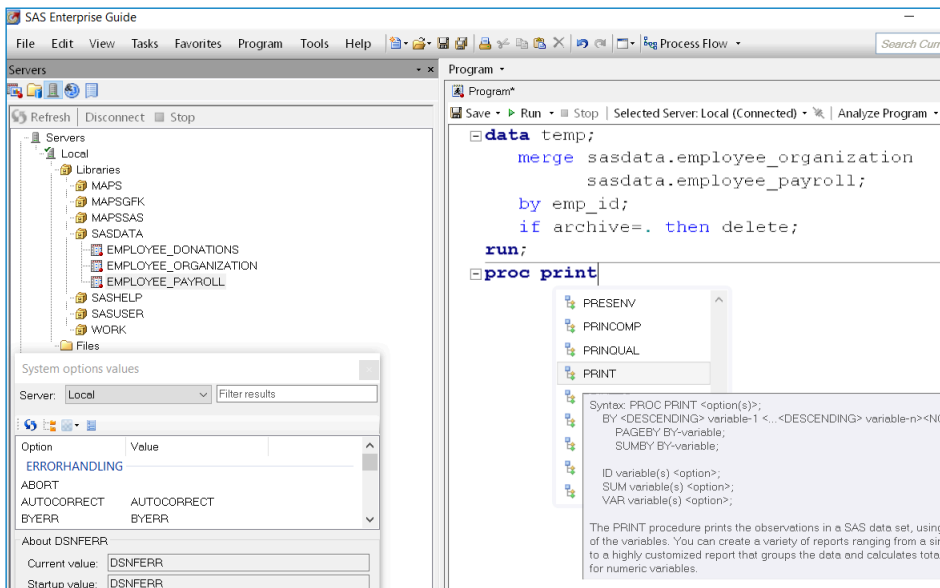 SAS Enterprise Guide
File Edit View Tasks Favorites Program Tools Help Process Flow Search Curr
Servers
Refresh Disconnect Stop
Servers
Local
Libraries
MAPS
MAPSGFK
MAPSSAS
SASDATA
EMPLOYEE_DONATIONS
EMPLOYEE_ORGANIZATION
EMPLOYEE_PAYROLL
SASHELP
SASUSER
WORK
Files
System options values
Server: Local Filter results
Option Value
ERRORHANDLING
ABORT
AUTOCORRECT AUTOCORRECT
BYERR BYERR
About DSNFERR
Current value: DSNFERR
Startup value: DSNFERR
Program
Program*
Save Run Stop Selected Server: Local (Connected) Analyze Program
data temp;
merge sasdata.employee_organization
sasdata.employee_payroll;
by emp_id;
if archive=. then delete;
run;
proc print
PRESENV
PRINCOMP
PRINQUAL
PRINT
Syntax: PROC PRINT <option(s)>;
BY <DESCENDING> variable-1 <...<DESCENDING> variable-n><NO
PAGEBY BY-variable;
SUMBY BY-variable;
ID variable(s) <option>;
SUM variable(s) <option>;
VAR variable(s) <option>;
The PRINT procedure prints the observations in a SAS data set, using
of the variables. You can create a variety of reports ranging from a sin
to a highly customized report that groups the data and calculates tota
for numeric variables.